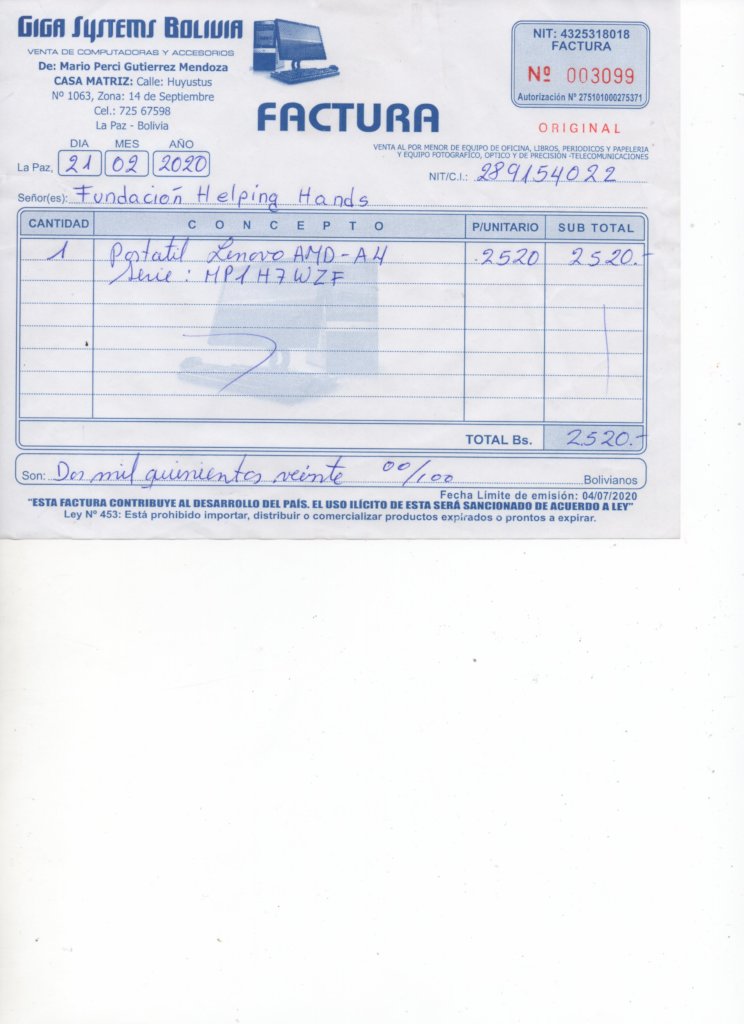 GIGA SYSTEMS BOLIVIA
VENTA DE COMPUTADORAS Y ACCESORIOS
De: Mario Perci Gutierrez Mendoza
CASA MATRIZ: Calle: Huyustus
Nº 1063, Zona: 14 de Septiembre
Cel.: 725 67598
La Paz - Bolivia
NIT: 4325318018
FACTURA
Nº 003099
Autorización Nº 275101000275371
FACTURA
ORIGINAL
VENTA AL POR MENOR DE EQUIPO DE OFICINA, LIBROS, PERIODICOS Y PAPELERIA
Y EQUIPO FOTOGRAFICO, OPTICO Y DE PRECISIÓN -TELECOMUNICACIONES
DIA MES AÑO
La Paz, 21 02 2020
NIT/C.I.: 289154022
Señor(es): Fundación Helping Hands
CANTIDAD CONCEPTO P/UNITARIO SUB TOTAL
1 Portatil Lenovo AMD-A4 2520 2520.-
Serie: MP1H7WZF
TOTAL Bs. 2520.-
Son: Dos mil quinientos veinte 00/100 Bolivianos
Fecha Límite de emisión: 04/07/2020
"ESTA FACTURA CONTRIBUYE AL DESARROLLO DEL PAÍS. EL USO ILÍCITO DE ESTA SERÁ SANCIONADO DE ACUERDO A LEY"
Ley Nº 453: Está prohibido importar, distribuir o comercializar productos expirados o prontos a expirar.